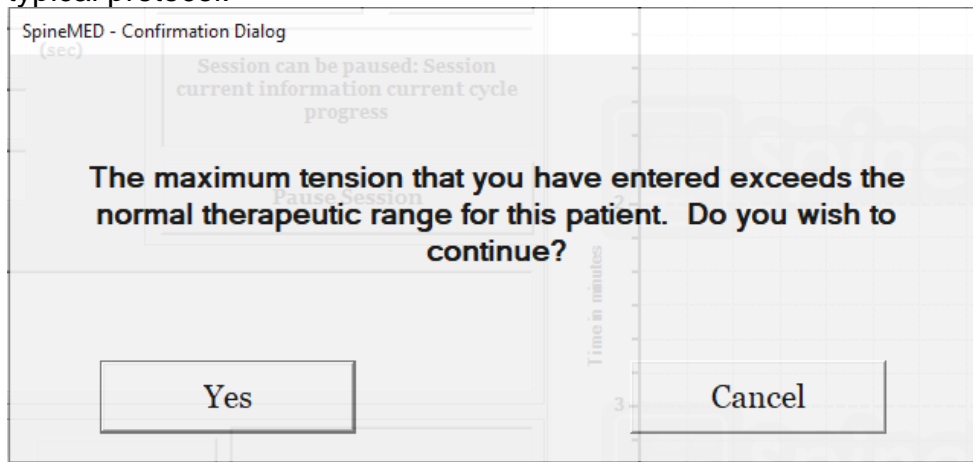 typical protocol.
SpineMED - Confirmation Dialog
(sec)
Session can be paused: Session
current information current cycle
progress
The maximum tension that you have entered exceeds the
Pause Session
normal therapeutic range for this patient.  Do you wish to
continue?
2
Time in minutes
Yes
Cancel
3
Spine